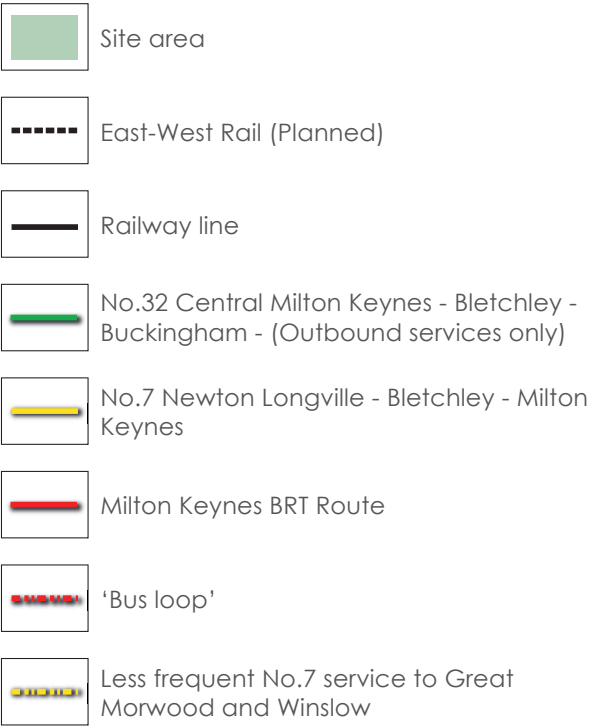 Site area
East-West Rail (Planned)
Railway line
No.32 Central Milton Keynes - Bletchley -
Buckingham - (Outbound services only)
No.7 Newton Longville - Bletchley - Milton
Keynes
Milton Keynes BRT Route
‘Bus loop’
Less frequent No.7 service to Great
Morwood and Winslow